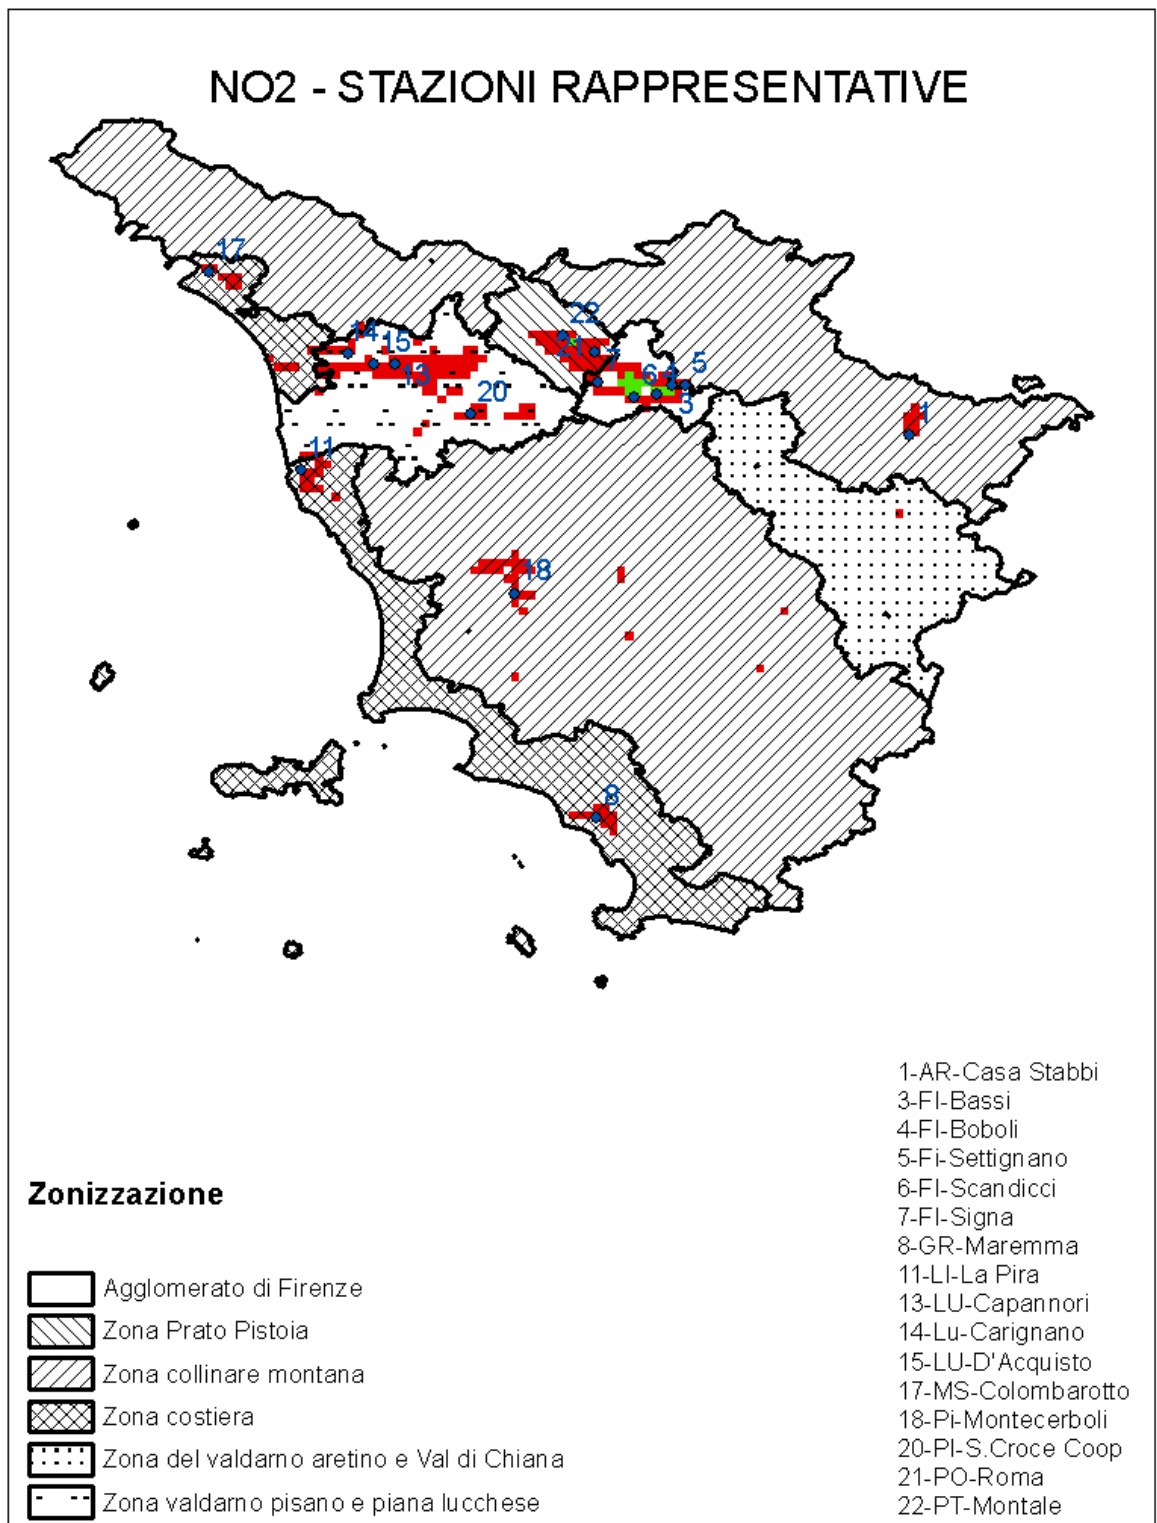 NO2 - STAZIONI RAPPRESENTATIVE
17
22
14
15
21
7
5
4
6
13
3
20
1
11
18
8
1-AR-Casa Stabbi
3-FI-Bassi
4-FI-Boboli
5-Fi-Settignano
6-FI-Scandicci
7-FI-Signa
8-GR-Maremma
11-LI-La Pira
13-LU-Capannori
14-Lu-Carignano
15-LU-D'Acquisto
17-MS-Colombarotto
18-Pi-Montecerboli
20-PI-S.Croce Coop
21-PO-Roma
22-PT-Montale
Zonizzazione
Agglomerato di Firenze
Zona Prato Pistoia
Zona collinare montana
Zona costiera
Zona del valdarno aretino e Val di Chiana
Zona valdarno pisano e piana lucchese